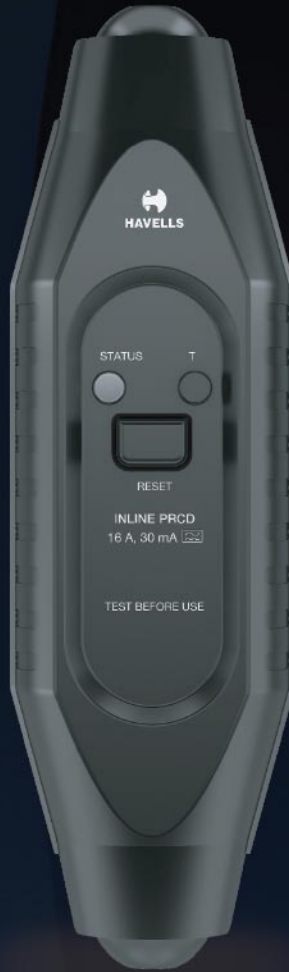 HAVELLS
STATUS T
RESET
INLINE PRCD
16 A, 30 mA
TEST BEFORE USE